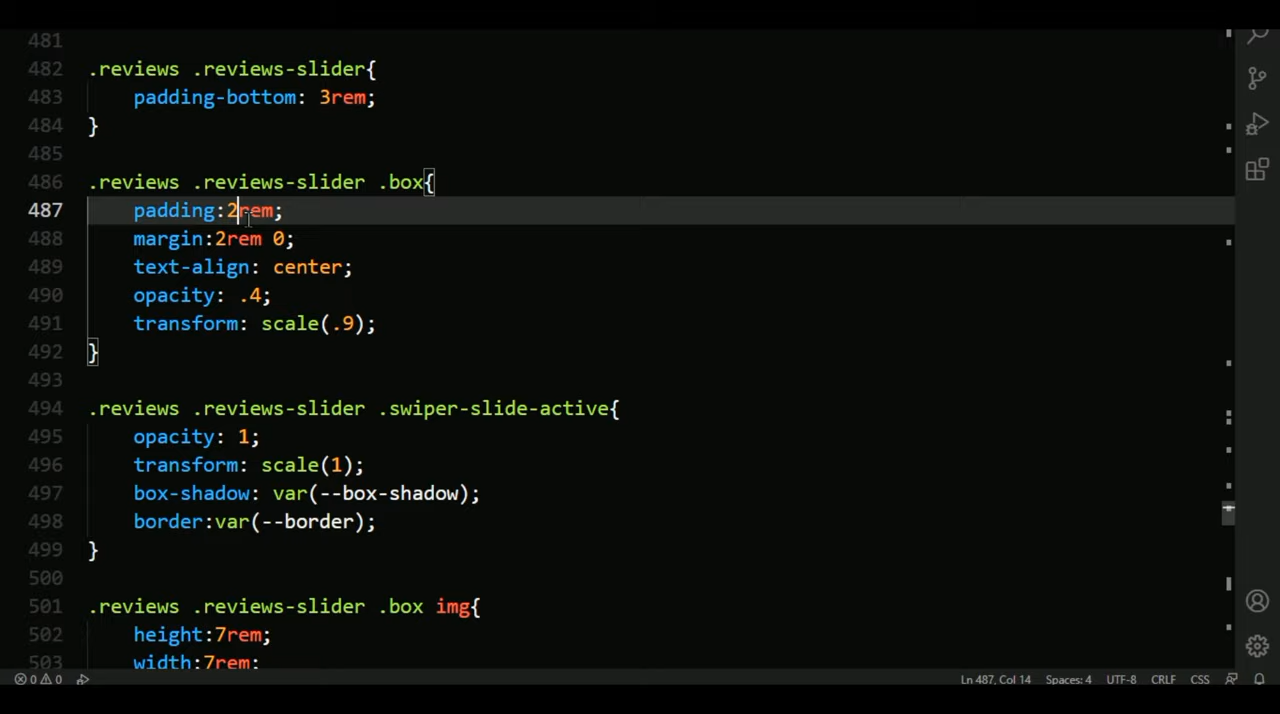 481
482 .reviews .reviews-slider{
483 padding-bottom: 3rem;
484 }
485
486 .reviews .reviews-slider .box{
487 padding:2rem;
488 margin:2rem 0;
489 text-align: center;
490 opacity: .4;
491 transform: scale(.9);
492 }
493
494 .reviews .reviews-slider .swiper-slide-active{
495 opacity: 1;
496 transform: scale(1);
497 box-shadow: var(--box-shadow);
498 border:var(--border);
499 }
500
501 .reviews .reviews-slider .box img{
502 height:7rem;
503 width:7rem;
0 0 Ln 487, Col 14 Spaces: 4 UTF-8 CRLF CSS